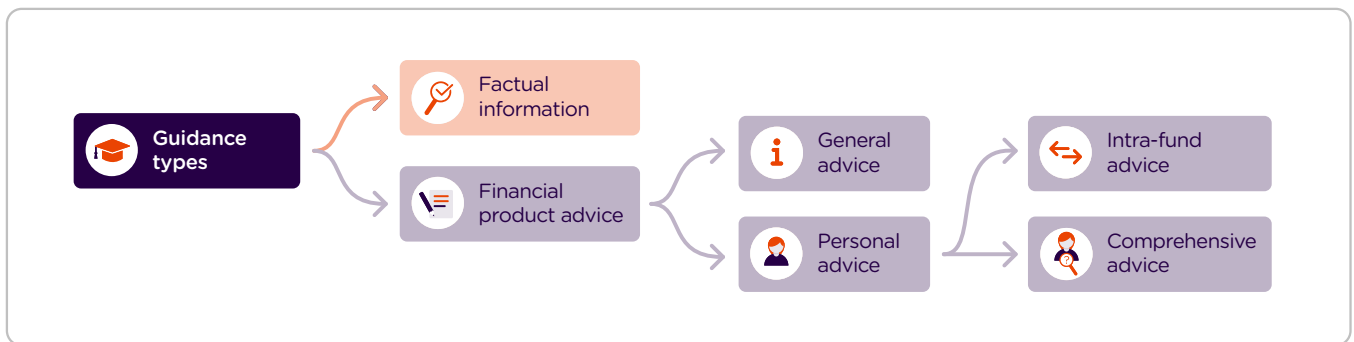 Guidance
types
Factual
information
Financial
product advice
General
advice
Personal
advice
Intra-fund
advice
Comprehensive
advice